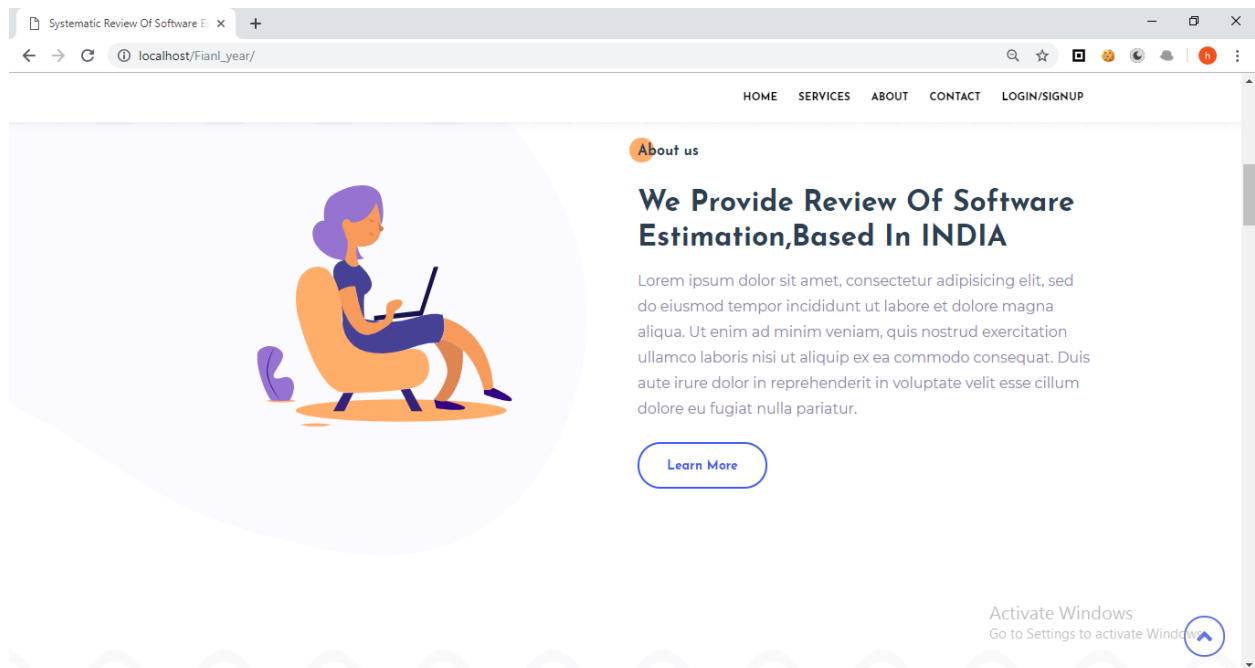 Systematic Review Of Software E
localhost/Fianl_year/
h
HOME SERVICES ABOUT CONTACT LOGIN/SIGNUP
About us
We Provide Review Of Software
Estimation,Based In INDIA
Lorem ipsum dolor sit amet, consectetur adipisicing elit, sed
do eiusmod tempor incididunt ut labore et dolore magna
aliqua. Ut enim ad minim veniam, quis nostrud exercitation
ullamco laboris nisi ut aliquip ex ea commodo consequat. Duis
aute irure dolor in reprehenderit in voluptate velit esse cillum
dolore eu fugiat nulla pariatur.
Learn More
Activate Windows
Go to Settings to activate Windows.